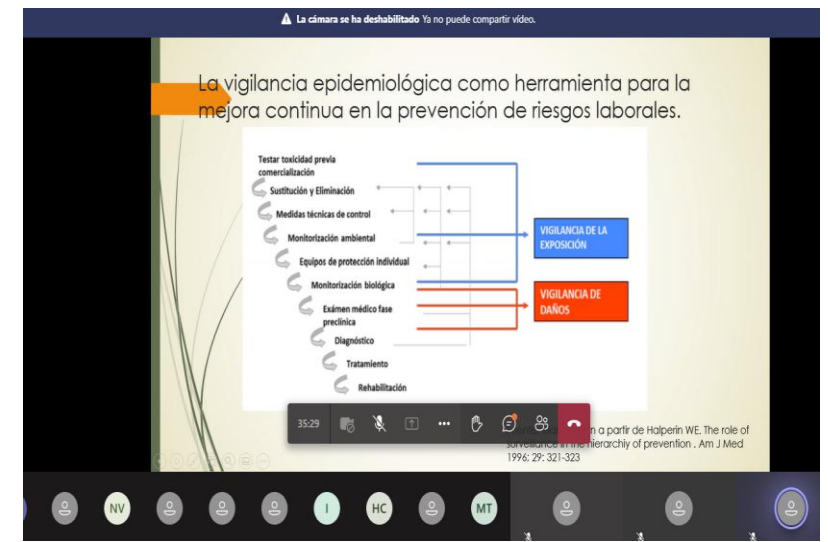 La cámara se ha deshabilitado Ya no puede compartir vídeo.
La vigilancia epidemiológica como herramienta para la
mejora continua en la prevención de riesgos laborales.
Testar toxicidad previa
comercialización
Sustitución y Eliminación
Medidas técnicas de control
Monitorización ambiental
Equipos de protección individual
Monitorización biológica
Exámen médico fase
preclínica
Diagnóstico
Tratamiento
Rehabilitación
VIGILANCIA DE LA
EXPOSICIÓN
VIGILANCIA DE
DAÑOS
35:29
a partir de Halperin WE. The role of
hierarchiy of prevention . Am J Med
1996; 29: 321-323
NV
I
HC
MT